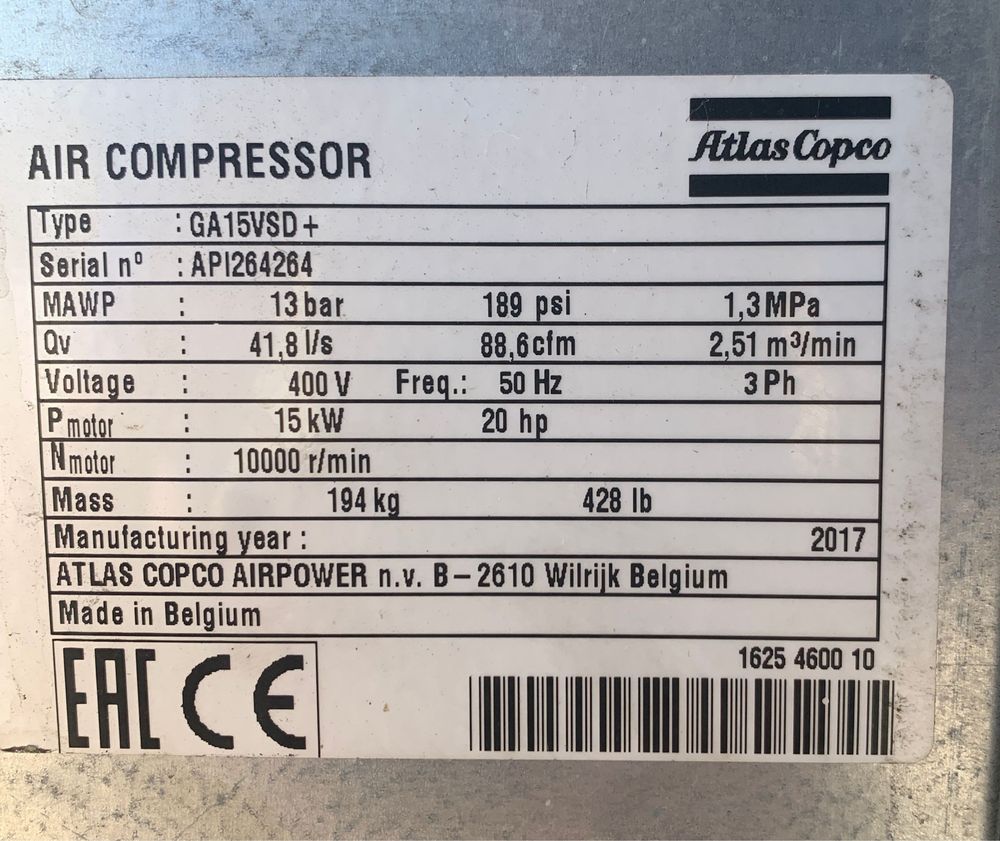 Atlas Copco
AIR COMPRESSOR
Type : GA15VSD+
Serial nº : API264264
MAWP : 13 bar 189 psi 1,3 MPa
Qv : 41,8 l/s 88,6 cfm 2,51 m³/min
Voltage : 400 V Freq.: 50 Hz 3 Ph
Pmotor : 15 kW 20 hp
Nmotor : 10000 r/min
Mass : 194 kg 428 lb
Manufacturing year : 2017
ATLAS COPCO AIRPOWER n.v. B-2610 Wilrijk Belgium
Made in Belgium
1625 4600 10
EAC CE